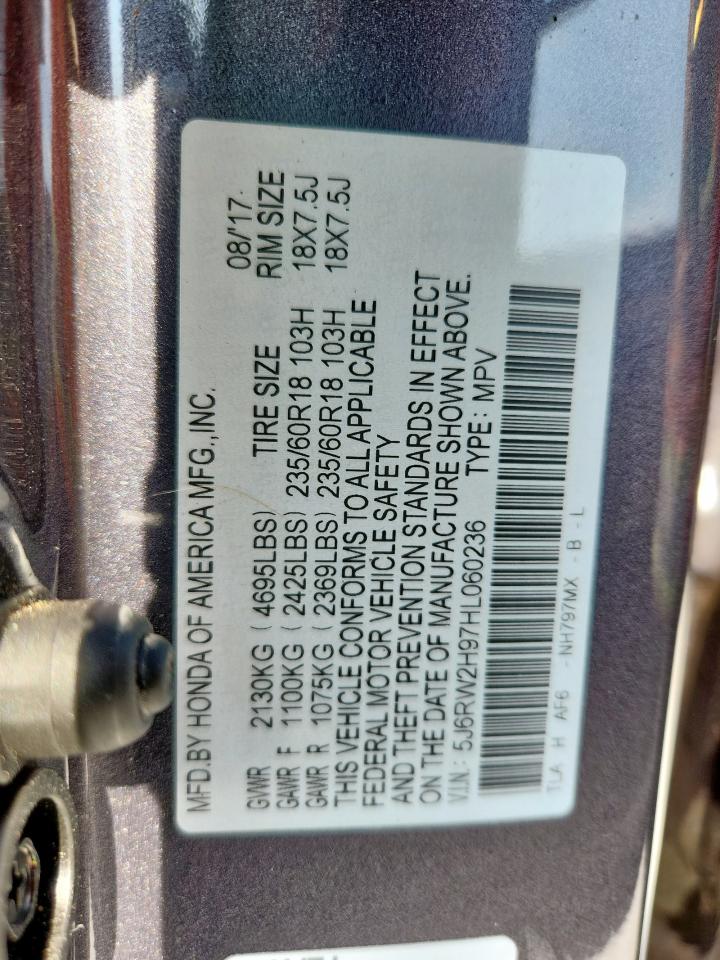 MFD.BY HONDA OF AMERICA MFG.,INC. 08/'17
GVWR 2130KG ( 4695LBS) TIRE SIZE RIM SIZE
GAWR F 1100KG ( 2425LBS) 235/60R18 103H 18X7.5J
GAWR R 1075KG ( 2369LBS) 235/60R18 103H 18X7.5J
THIS VEHICLE CONFORMS TO ALL APPLICABLE
FEDERAL MOTOR VEHICLE SAFETY
AND THEFT PREVENTION STANDARDS IN EFFECT
ON THE DATE OF MANUFACTURE SHOWN ABOVE.
V.I.N.: 5J6RW2H97HL060236 TYPE: MPV
TLA H AF6 -NH797MX - B - L